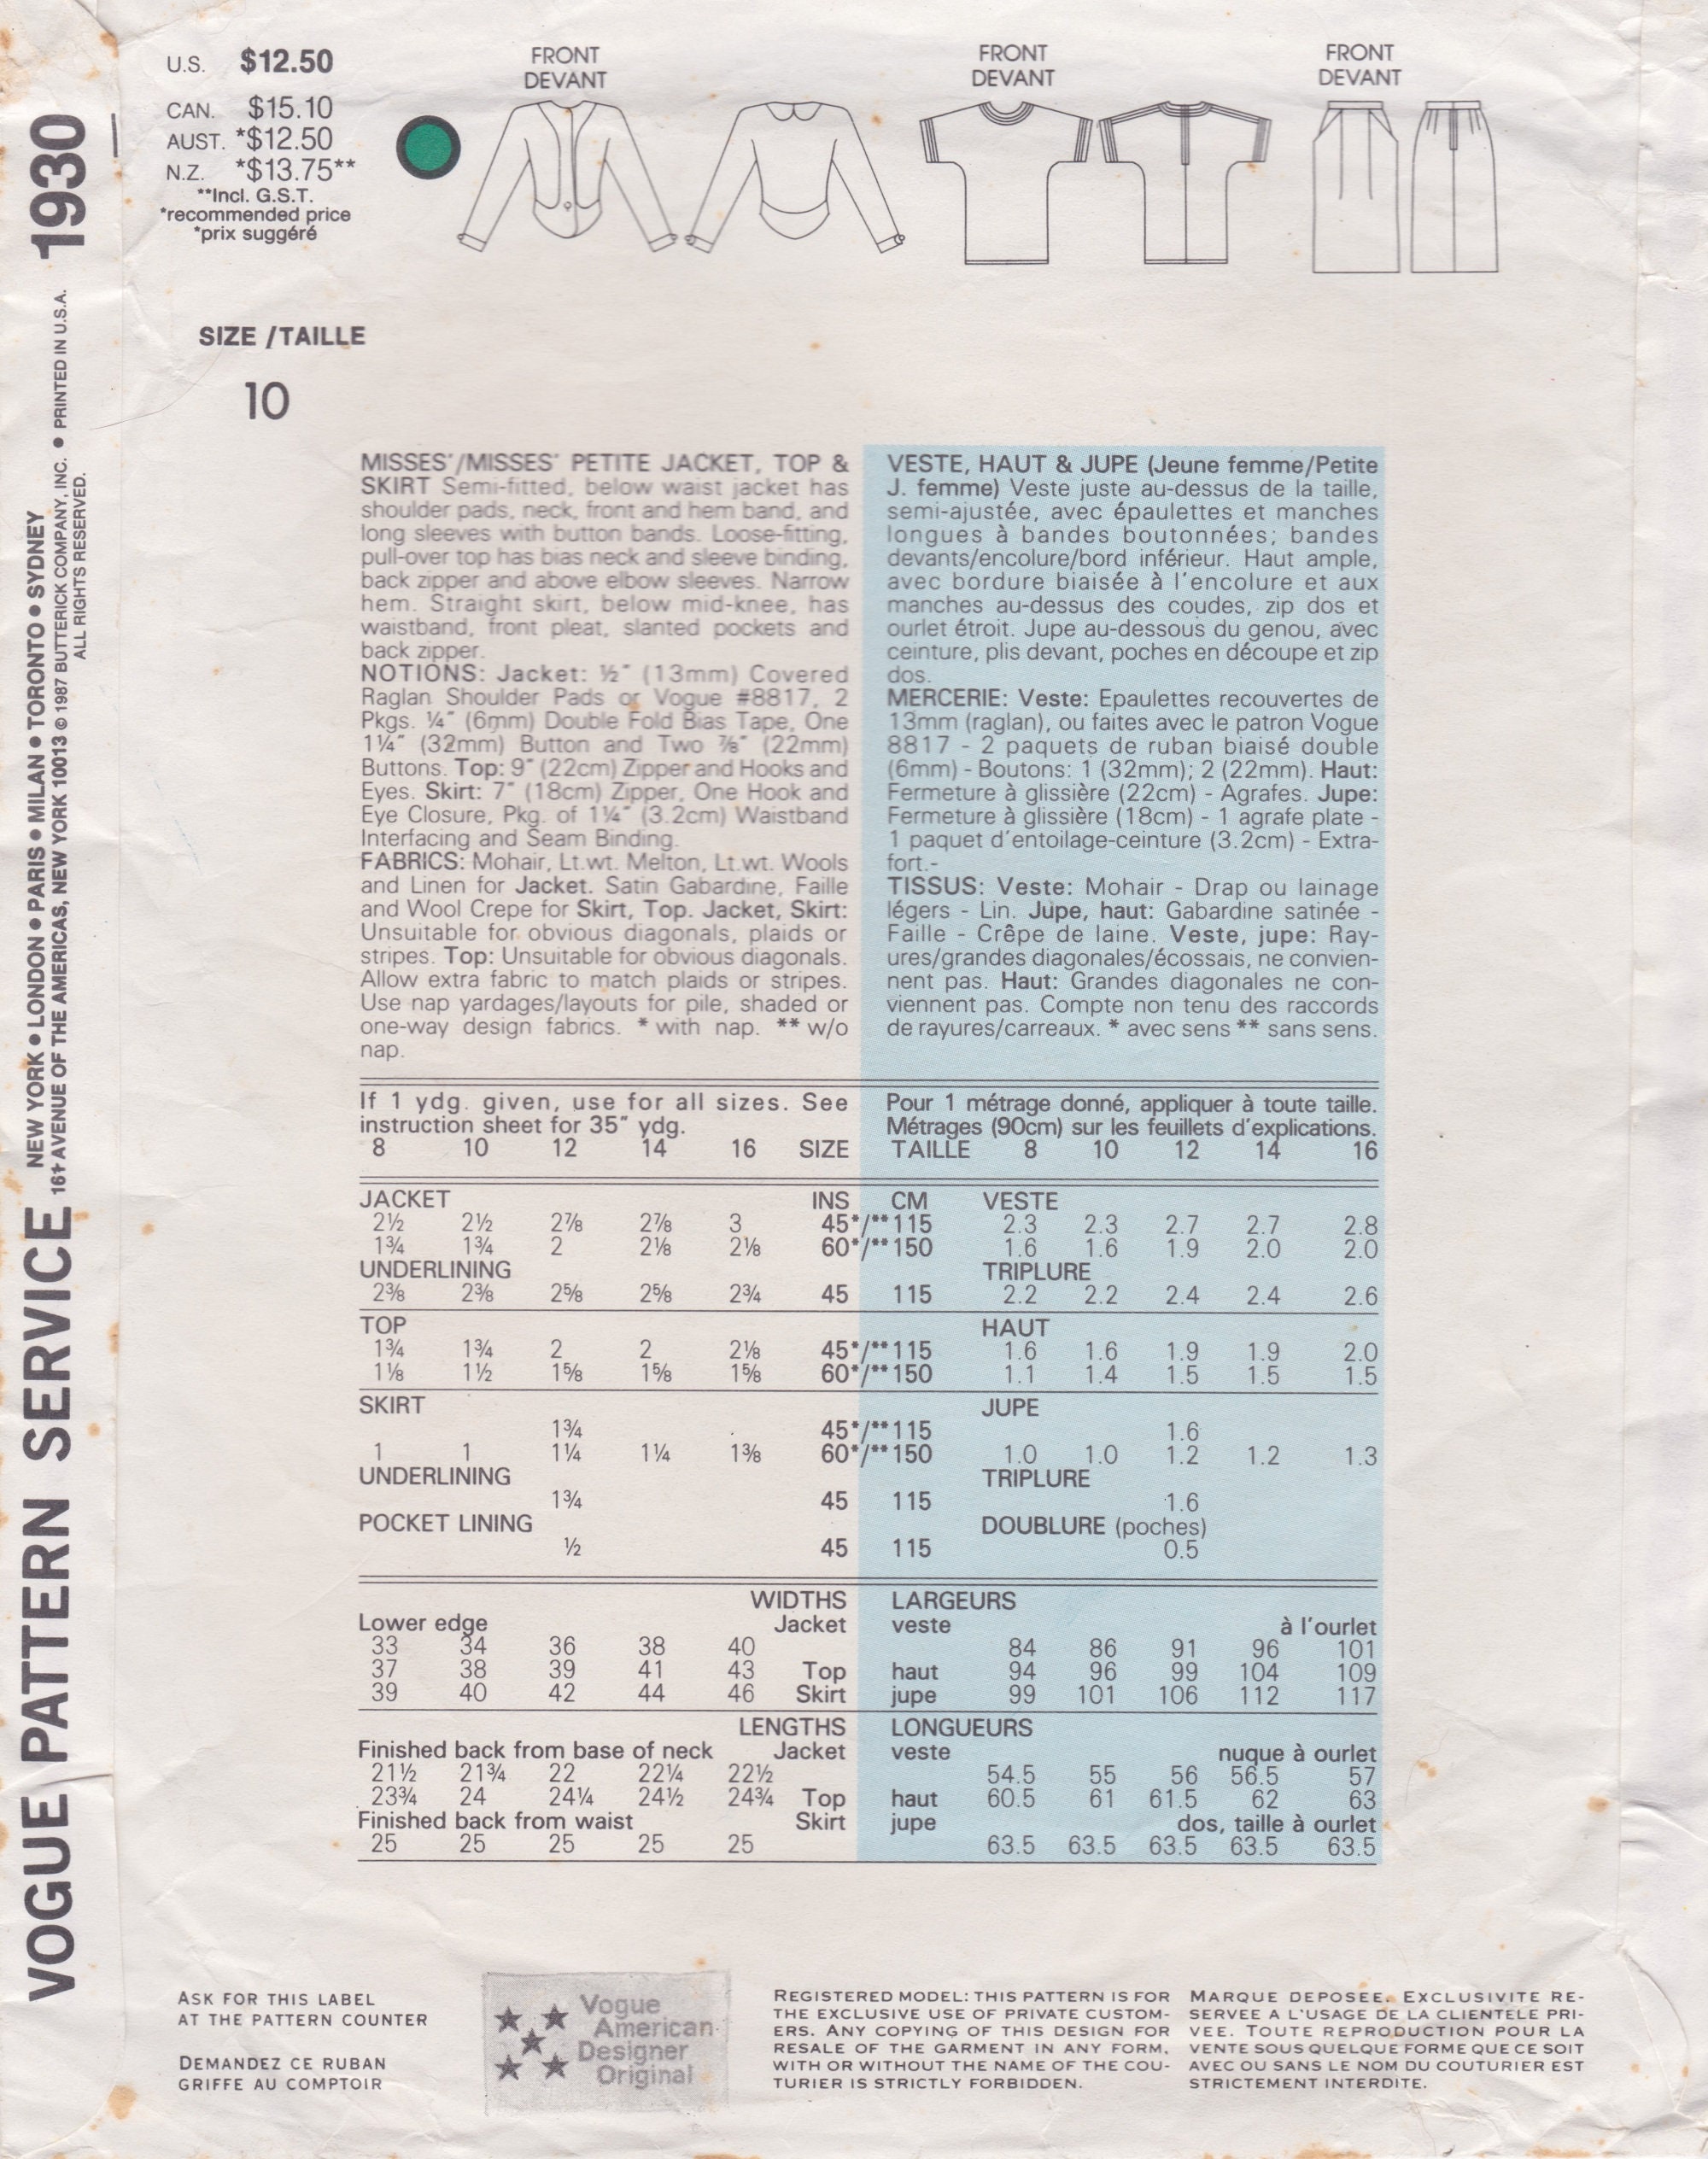 U.S. $12.50
CAN. $15.10
AUST. *$12.50
N.Z. *$13.75**
**Incl. G.S.T.
*recommended price
*prix suggéré
FRONT
DEVANT
FRONT
DEVANT
FRONT
DEVANT
SIZE /TAILLE
10
VOGUE PATTERN SERVICE
NEW YORK ● LONDON ● PARIS ● MILAN ● TORONTO ● SYDNEY
161 AVENUE OF THE AMERICAS, NEW YORK 10013 © 1987 BUTTERICK COMPANY, INC. ● PRINTED IN U.S.A.
ALL RIGHTS RESERVED.
1930
MISSES'/MISSES' PETITE JACKET, TOP &
SKIRT Semi-fitted, below waist jacket has
shoulder pads, neck, front and hem band, and
long sleeves with button bands. Loose-fitting,
pull-over top has bias neck and sleeve binding,
back zipper and above elbow sleeves. Narrow
hem. Straight skirt, below mid-knee, has
waistband, front pleat, slanted pockets and
back zipper.
NOTIONS: Jacket: ½" (13mm) Covered
Raglan Shoulder Pads or Vogue #8817, 2
Pkgs. ¼" (6mm) Double Fold Bias Tape, One
1¼" (32mm) Button and Two ⅞" (22mm)
Buttons. Top: 9" (22cm) Zipper and Hooks and
Eyes. Skirt: 7" (18cm) Zipper, One Hook and
Eye Closure, Pkg. of 1¼" (3.2cm) Waistband
Interfacing and Seam Binding.
FABRICS: Mohair, Lt.wt. Melton, Lt.wt. Wools
and Linen for Jacket. Satin Gabardine, Faille
and Wool Crepe for Skirt, Top. Jacket, Skirt:
Unsuitable for obvious diagonals, plaids or
stripes. Top: Unsuitable for obvious diagonals.
Allow extra fabric to match plaids or stripes.
Use nap yardages/layouts for pile, shaded or
one-way design fabrics. * with nap. ** w/o
nap.
VESTE, HAUT & JUPE (Jeune femme/Petite
J. femme) Veste juste au-dessus de la taille,
semi-ajustée, avec épaulettes et manches
longues à bandes boutonnées; bandes
devants/encolure/bord inférieur. Haut ample,
avec bordure biaisée à l'encolure et aux
manches au-dessus des coudes, zip dos et
ourlet étroit. Jupe au-dessous du genou, avec
ceinture, plis devant, poches en découpe et zip
dos.
MERCERIE: Veste: Epaulettes recouvertes de
13mm (raglan), ou faites avec le patron Vogue
8817 - 2 paquets de ruban biaisé double
(6mm) - Boutons: 1 (32mm); 2 (22mm). Haut:
Fermeture à glissière (22cm) - Agrafes. Jupe:
Fermeture à glissière (18cm) - 1 agrafe plate -
1 paquet d'entoilage-ceinture (3.2cm) - Extra-
fort.-
TISSUS: Veste: Mohair - Drap ou lainage
légers - Lin. Jupe, haut: Gabardine satinée -
Faille - Crêpe de laine. Veste, jupe: Ray-
ures/grandes diagonales/écossais, ne convien-
nent pas. Haut: Grandes diagonales ne con-
viennent pas. Compte non tenu des raccords
de rayures/carreaux. * avec sens ** sans sens.
If 1 ydg. given, use for all sizes. See
instruction sheet for 35" ydg.
Pour 1 métrage donné, appliquer à toute taille.
Métrages (90cm) sur les feuillets d'explications.
8 10 12 14 16 SIZE TAILLE 8 10 12 14 16
JACKET INS CM VESTE
2½ 2½ 2⅞ 2⅞ 3 45*/**115 2.3 2.3 2.7 2.7 2.8
1¾ 1¾ 2 2⅛ 2⅛ 60*/**150 1.6 1.6 1.9 2.0 2.0
UNDERLINING TRIPLURE
2⅜ 2⅜ 2⅝ 2⅝ 2¾ 45 115 2.2 2.2 2.4 2.4 2.6
TOP HAUT
1¾ 1¾ 2 2 2⅛ 45*/**115 1.6 1.6 1.9 1.9 2.0
1⅛ 1½ 1⅝ 1⅝ 1⅝ 60*/**150 1.1 1.4 1.5 1.5 1.5
SKIRT JUPE
1¾ 45*/**115 1.6
1 1 1¼ 1¼ 1⅜ 60*/**150 1.0 1.0 1.2 1.2 1.3
UNDERLINING TRIPLURE
1¾ 45 115 1.6
POCKET LINING DOUBLURE (poches)
½ 45 115 0.5
WIDTHS LARGEURS
Lower edge Jacket veste à l'ourlet
33 34 36 38 40 84 86 91 96 101
37 38 39 41 43 Top haut 94 96 99 104 109
39 40 42 44 46 Skirt jupe 99 101 106 112 117
LENGTHS LONGUEURS
Finished back from base of neck Jacket veste nuque à ourlet
21½ 21¾ 22 22¼ 22½ 54.5 55 56 56.5 57
23¾ 24 24¼ 24½ 24¾ Top haut 60.5 61 61.5 62 63
Finished back from waist Skirt jupe dos, taille à ourlet
25 25 25 25 25 63.5 63.5 63.5 63.5 63.5
ASK FOR THIS LABEL
AT THE PATTERN COUNTER
DEMANDEZ CE RUBAN
GRIFFE AU COMPTOIR
Vogue
American
Designer
Original
REGISTERED MODEL: THIS PATTERN IS FOR
THE EXCLUSIVE USE OF PRIVATE CUSTOM-
ERS. ANY COPYING OF THIS DESIGN FOR
RESALE OF THE GARMENT IN ANY FORM,
WITH OR WITHOUT THE NAME OF THE COU-
TURIER IS STRICTLY FORBIDDEN.
MARQUE DEPOSEE. EXCLUSIVITE RE-
SERVEE A L'USAGE DE LA CLIENTELE PRI-
VEE. TOUTE REPRODUCTION POUR LA
VENTE SOUS QUELQUE FORME QUE CE SOIT
AVEC OU SANS LE NOM DU COUTURIER EST
STRICTEMENT INTERDITE.